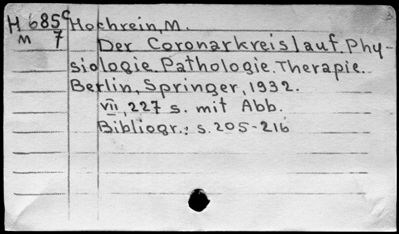 H 685c Hochrein, M.
M 7
Der Coronarkreislauf. Phy-
siologie. Pathologie. Therapie.
Berlin, Springer, 1932.
VII, 227 s. mit Abb.
Bibliogr.: s. 205-216